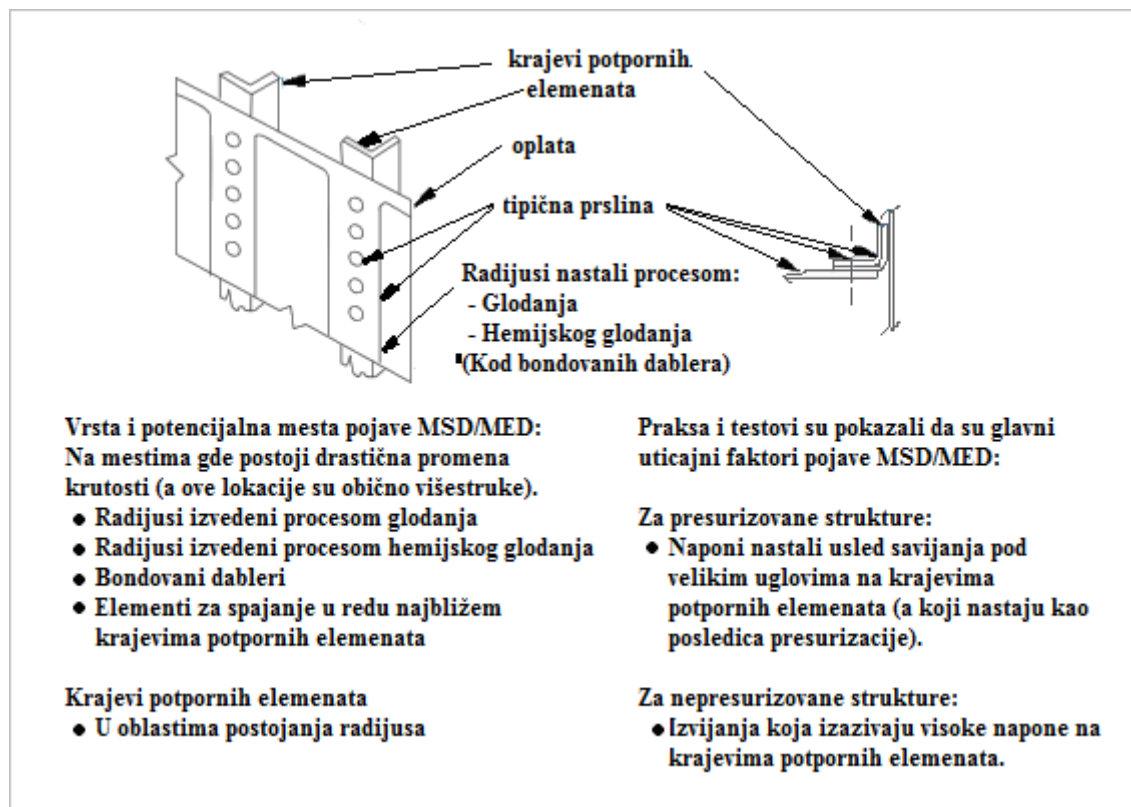 krajevi potpornih
elemenata
oplata
tipična prslina
Radijusi nastali procesom:
- Glodanja
- Hemijskog glodanja
(Kod bondovanih dablera)
Vrsta i potencijalna mesta pojave MSD/MED:
Na mestima gde postoji drastična promena
krutosti (a ove lokacije su obično višestruke).
● Radijusi izvedeni procesom glodanja
● Radijusi izvedeni procesom hemijskog glodanja
● Bondovani dableri
● Elementi za spajanje u redu najbližem
krajevima potpornih elemenata
Krajevi potpornih elemenata
● U oblastima postojanja radijusa
Praksa i testovi su pokazali da su glavni
uticajni faktori pojave MSD/MED:
Za presurizovane strukture:
● Naponi nastali usled savijanja pod
velikim uglovima na krajevima
potpornih elemenata (a koji nastaju kao
posledica presurizacije).
Za nepresurizovane strukture:
● Izvijanja koja izazivaju visoke napone na
krajevima potpornih elemenata.